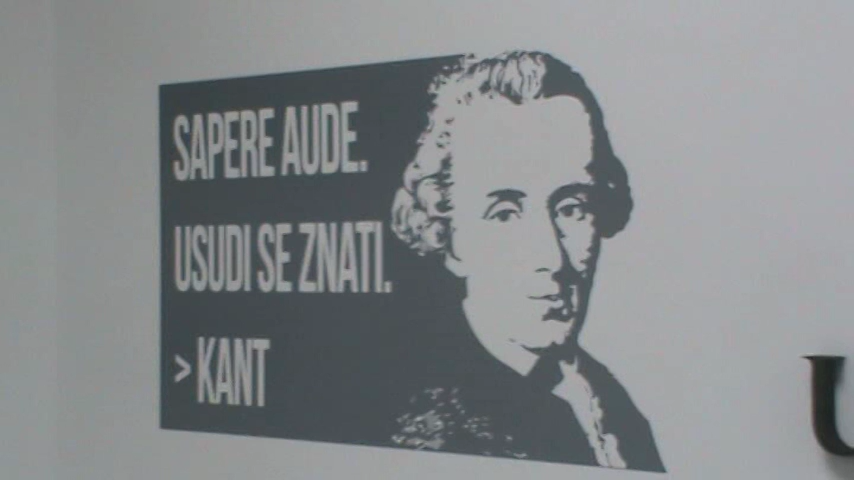 SAPERE AUDE.
USUDI SE ZNATI.
> KANT